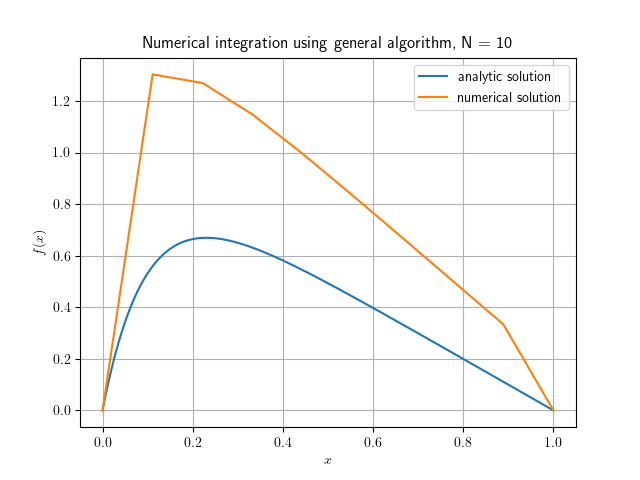 Numerical integration using general algorithm, N = 10
analytic solution
numerical solution
1.2
1.0
0.8
0.6
0.4
0.2
0.0
f(x)
0.0 0.2 0.4 0.6 0.8 1.0
x